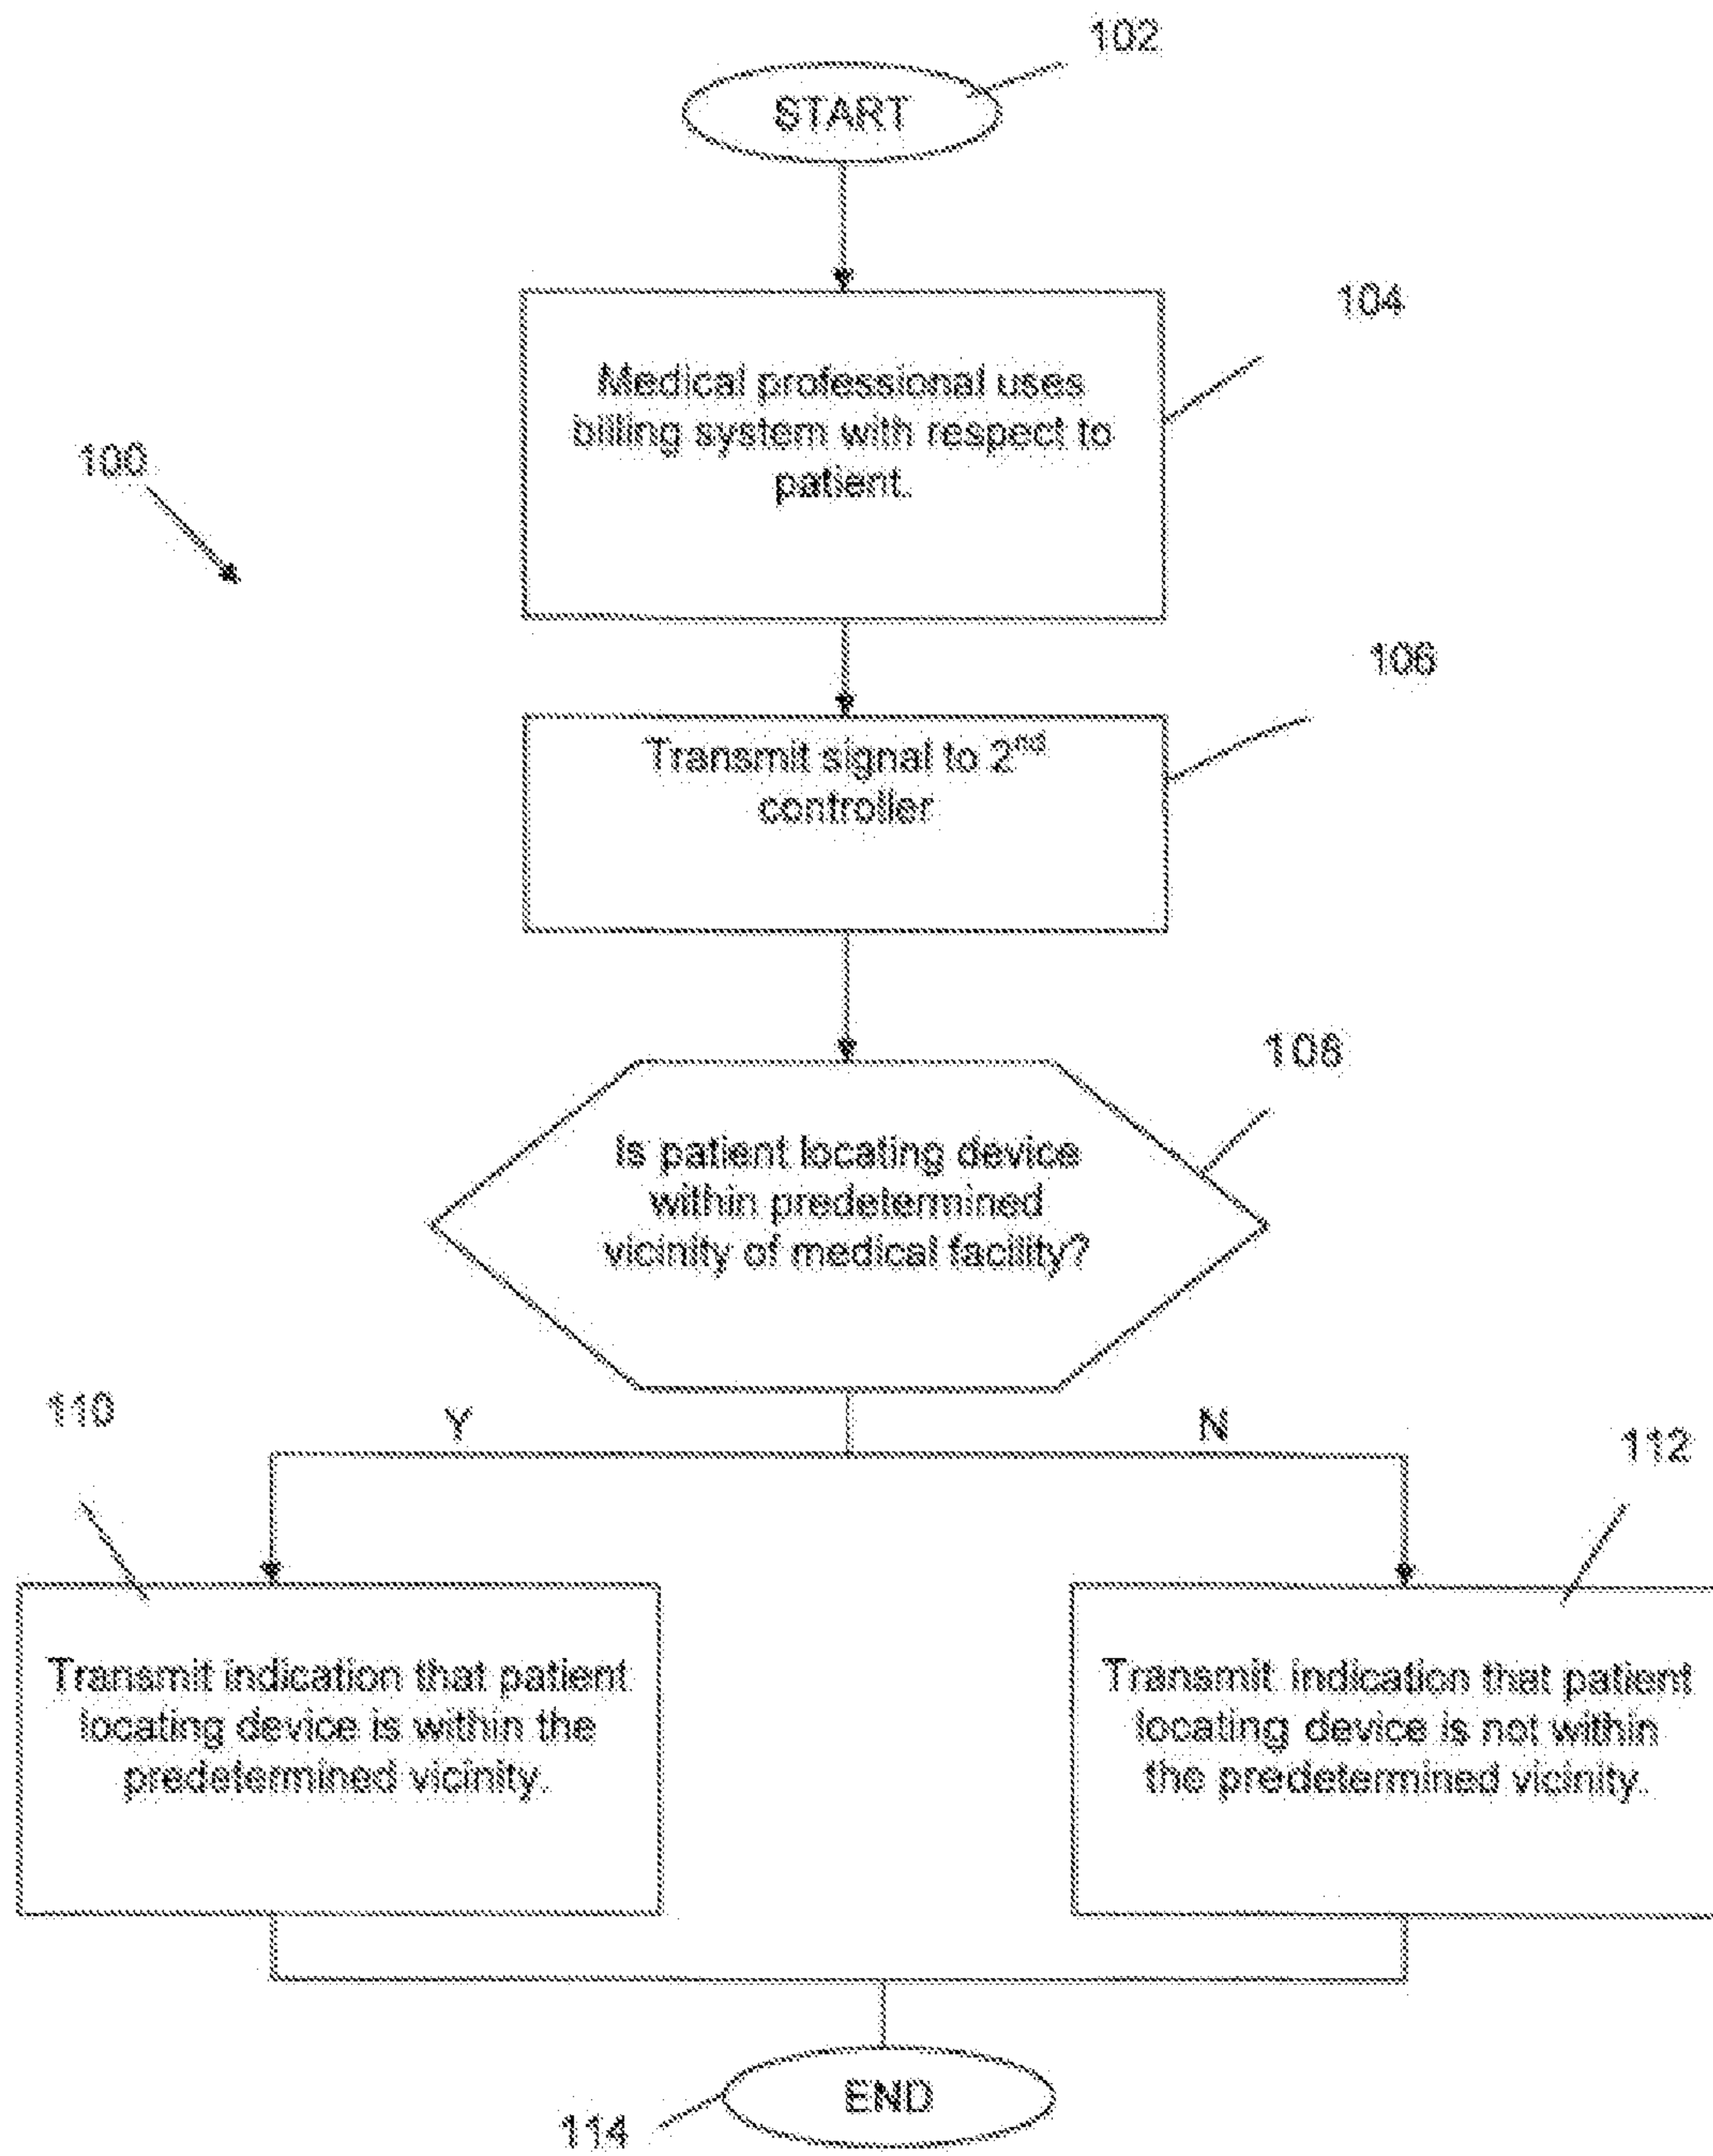 102
START
104
Medical professional uses
billing system with respect to
patient.
100
106
Transmit signal to 2nd
controller
108
Is patient locating device
within predetermined
vicinity of medical facility?
110
Y
N
112
Transmit indication that patient
locating device is within the
predetermined vicinity.
Transmit indication that patient
locating device is not within
the predetermined vicinity.
END
114